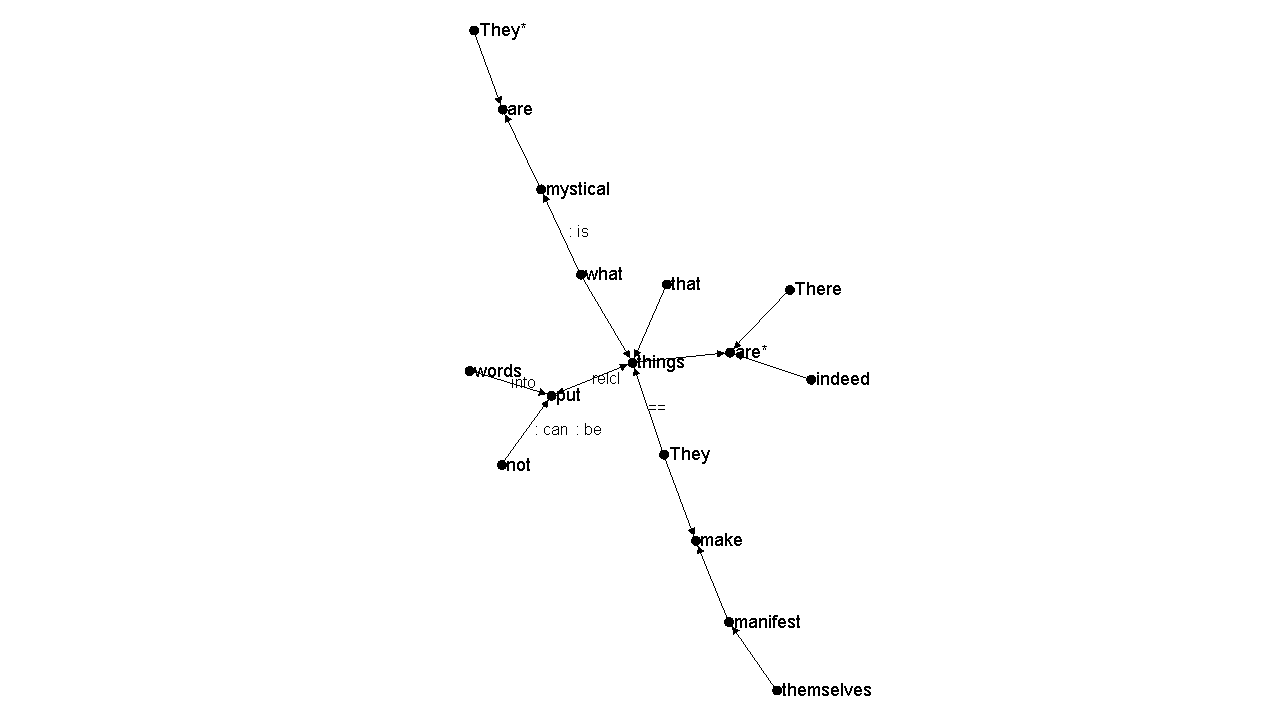 They*
are
mystical
: is
what
that
There
things
are*
words
into
relcl
indeed
put
==
: can : be
They
not
make
manifest
themselves